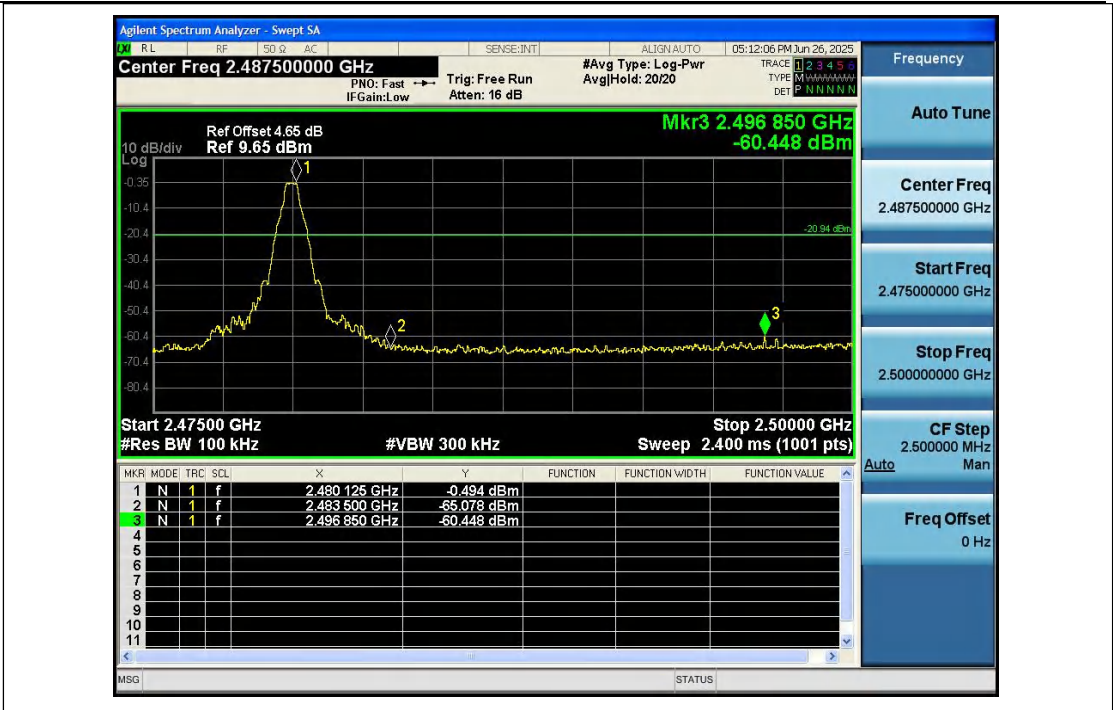 Agilent Spectrum Analyzer - Swept SA
LXI RL RF 50 Ω AC SENSE:INT ALIGN AUTO 05:12:06 PM Jun 26, 2025
Center Freq 2.487500000 GHz
#Avg Type: Log-Pwr
TRACE 1 2 3 4 5 6
PNO: Fast Trig: Free Run Avg|Hold: 20/20
TYPE M
IFGain:Low Atten: 16 dB
DET P N N N N N
Mkr3 2.496 850 GHz
-60.448 dBm
Ref Offset 4.65 dB
10 dB/div Ref 9.65 dBm
Log
1
-0.35
-10.4
-20.4
-20.94 dBm
-30.4
-40.4
-50.4
3
-60.4
2
-70.4
-80.4
Start 2.47500 GHz Stop 2.50000 GHz
#Res BW 100 kHz #VBW 300 kHz Sweep 2.400 ms (1001 pts)
MKR MODE TRC SCL X Y FUNCTION FUNCTION WIDTH FUNCTION VALUE
1 N 1 f 2.480 125 GHz -0.494 dBm
2 N 1 f 2.483 500 GHz -65.078 dBm
3 N 1 f 2.496 850 GHz -60.448 dBm
4
5
6
7
8
9
10
11
MSG STATUS
Frequency
Auto Tune
Center Freq
2.487500000 GHz
Start Freq
2.475000000 GHz
Stop Freq
2.500000000 GHz
CF Step
2.500000 MHz
Auto Man
Freq Offset
0 Hz